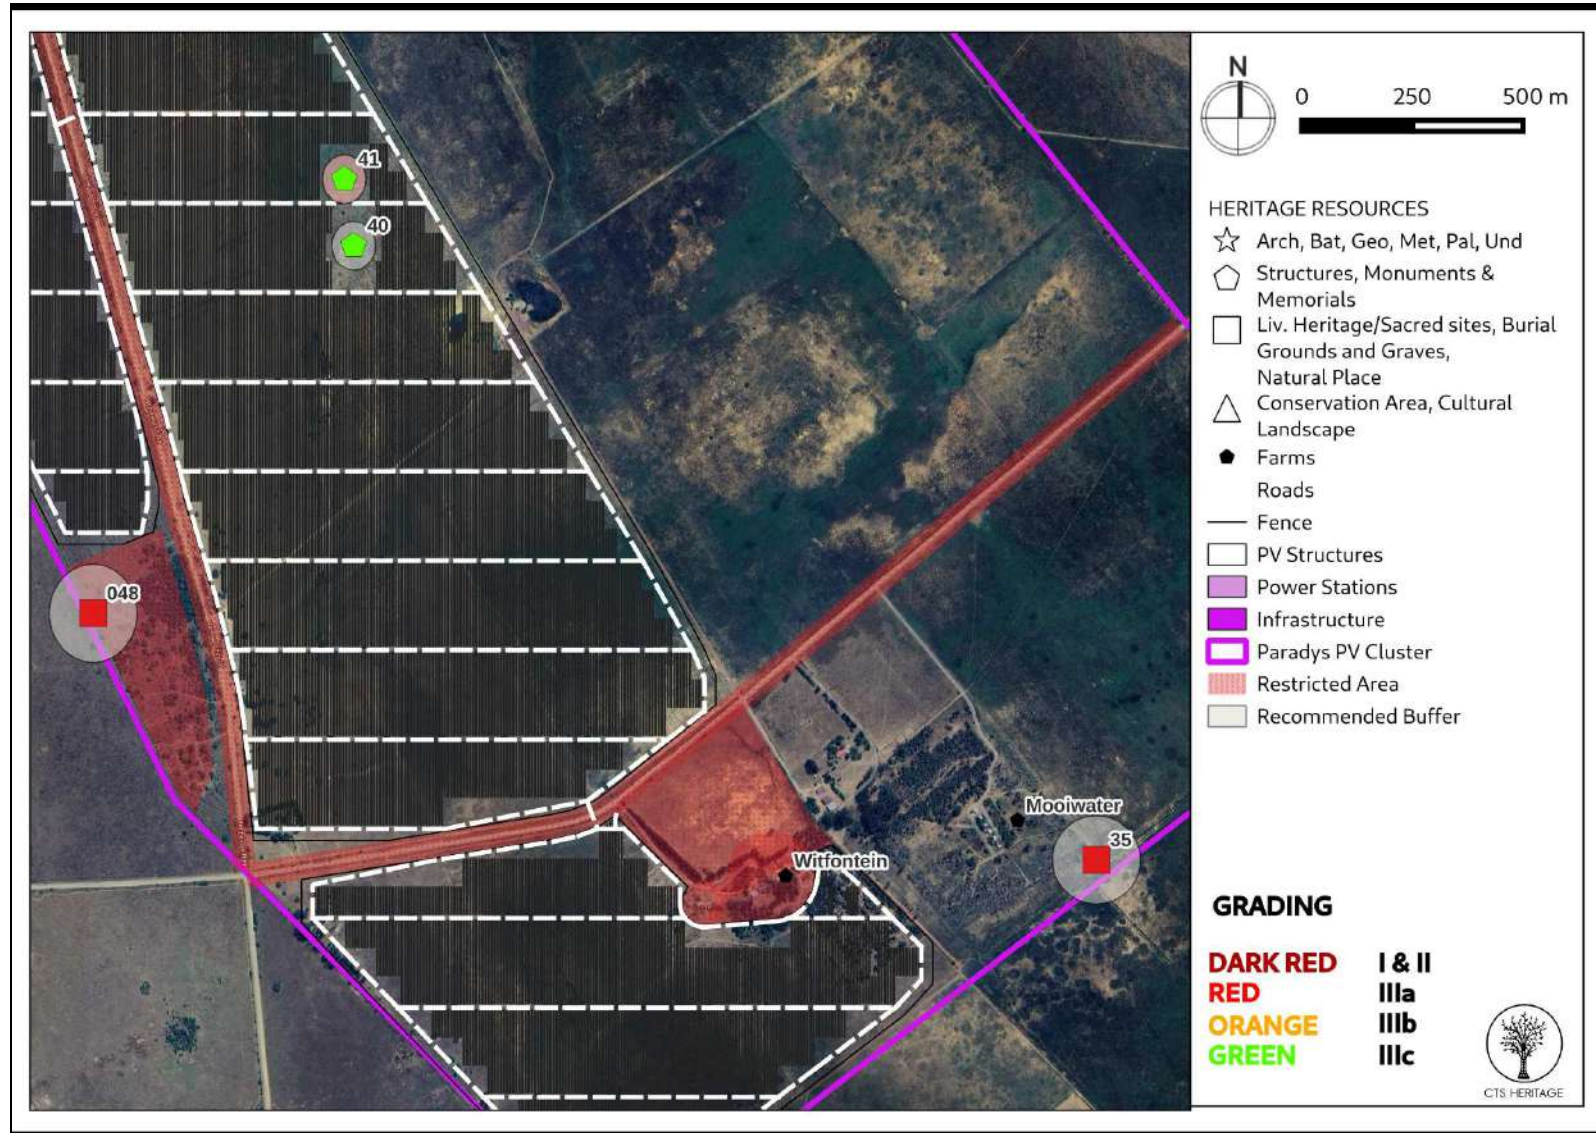 41
40
048
Mooiwater
35
Witfontein
N
0 250 500 m
HERITAGE RESOURCES
Arch, Bat, Geo, Met, Pal, Und
Structures, Monuments &
Memorials
Liv. Heritage/Sacred sites, Burial
Grounds and Graves,
Natural Place
Conservation Area, Cultural
Landscape
Farms
Roads
Fence
PV Structures
Power Stations
Infrastructure
Paradys PV Cluster
Restricted Area
Recommended Buffer
GRADING
DARK RED I & II
RED IIIa
ORANGE IIIb
GREEN IIIc
CTS HERITAGE